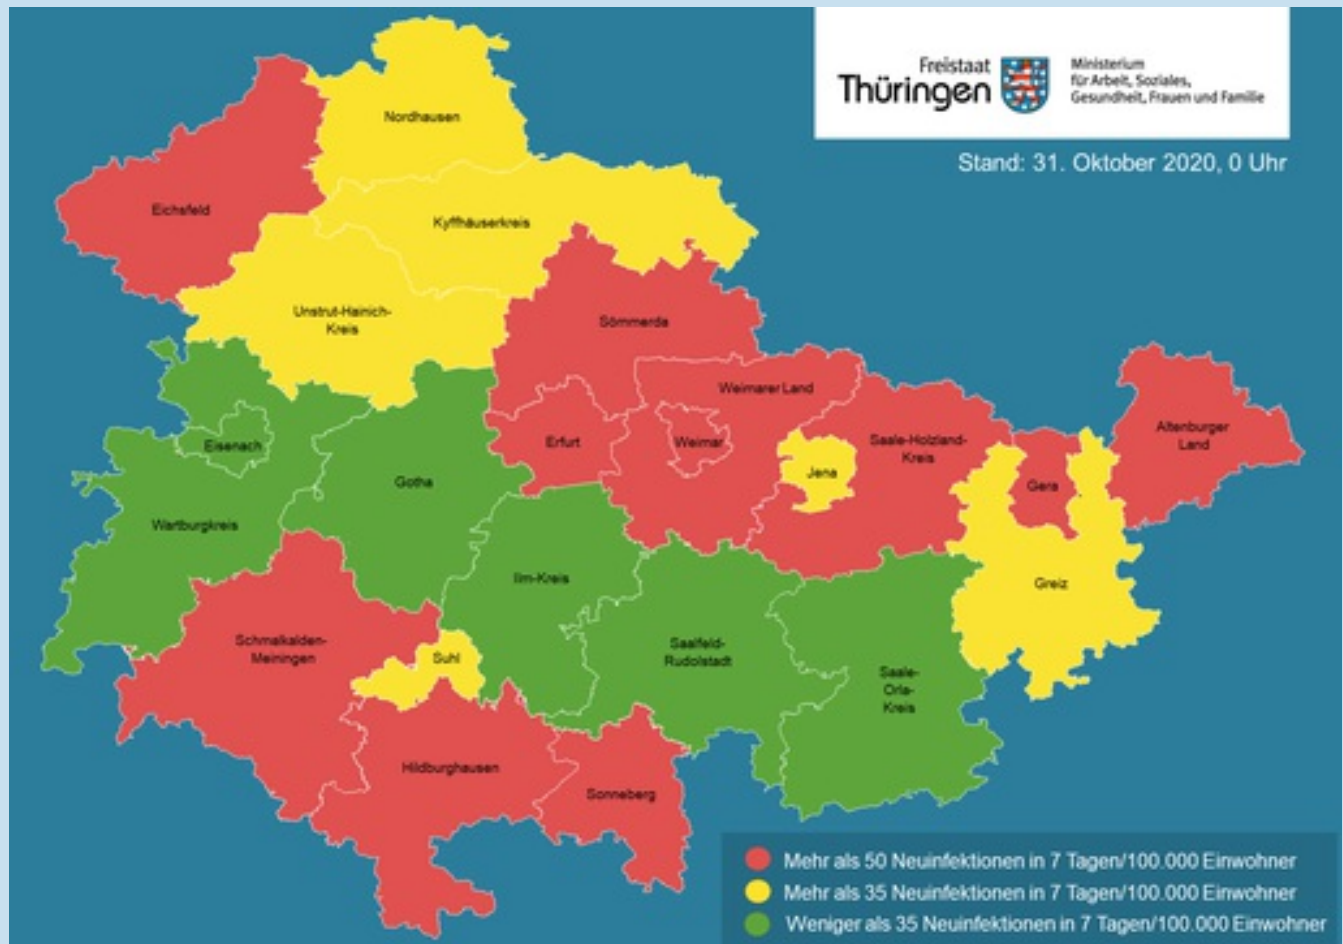 Freistaat
Thüringen
Ministerium
für Arbeit, Soziales,
Gesundheit, Frauen und Familie
Stand: 31. Oktober 2020, 0 Uhr
Nordhausen
Eichsfeld
Kyffhäuserkreis
Unstrut-Hainich-
Kreis
Sömmerda
Weimarer Land
Eisenach
Erfurt
Weimar
Saale-Holzland-
Kreis
Altenburger
Land
Jena
Gera
Gotha
Wartburgkreis
Ilm-Kreis
Greiz
Schmalkalden-
Meiningen
Suhl
Saalfeld-
Rudolstadt
Saale-
Orla-
Kreis
Hildburghausen
Sonneberg
Mehr als 50 Neuinfektionen in 7 Tagen/100.000 Einwohner
Mehr als 35 Neuinfektionen in 7 Tagen/100.000 Einwohner
Weniger als 35 Neuinfektionen in 7 Tagen/100.000 Einwohner